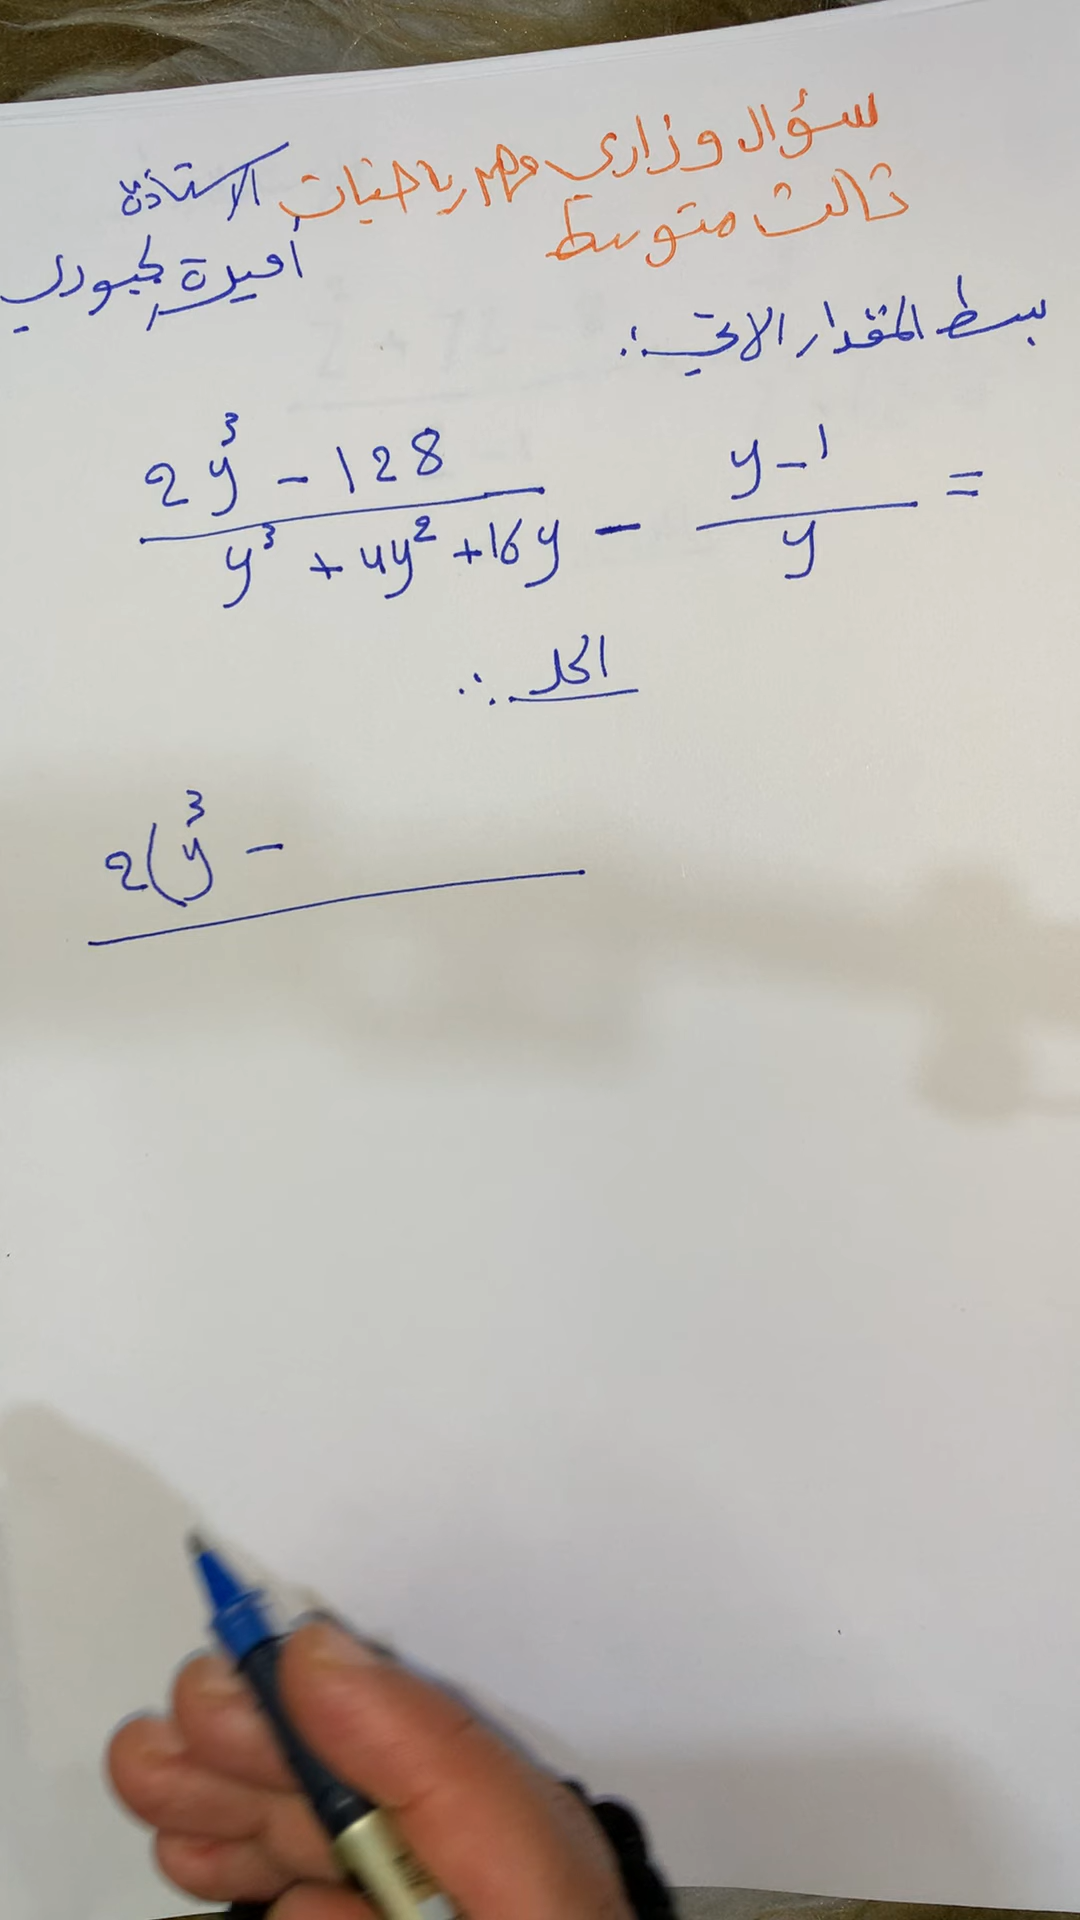 سؤال وزاري مهم رياضيات الاستاذة
ثالث متوسط أميرة الجبوري
بسط المقدار الاتي :.
2y³ - 128 / y³ + 4y² + 16y - y-1 / y =
الحل :.
2(y³ -